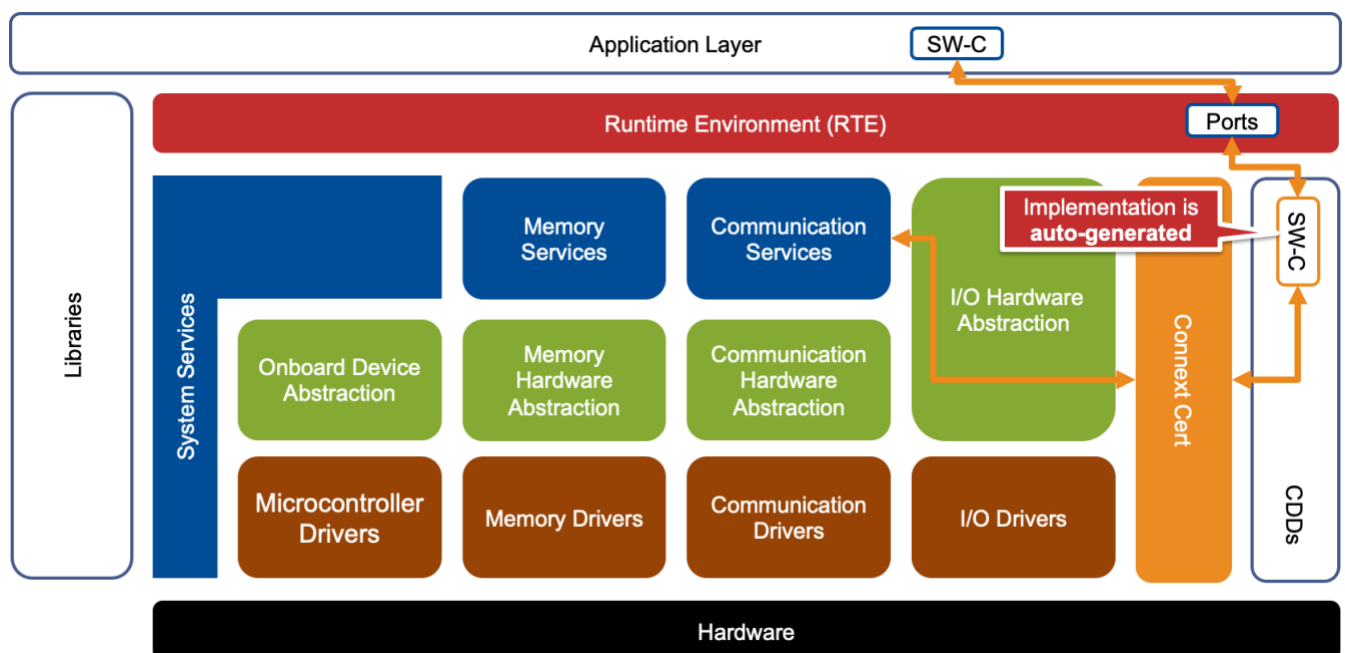 Application Layer
SW-C
Runtime Environment (RTE)
Ports
Libraries
System Services
Memory
Services
Communication
Services
I/O Hardware
Abstraction
Implementation is
auto-generated
SW-C
Connext Cert
CDDs
Onboard Device
Abstraction
Memory
Hardware
Abstraction
Communication
Hardware
Abstraction
Microcontroller
Drivers
Memory Drivers
Communication
Drivers
I/O Drivers
Hardware